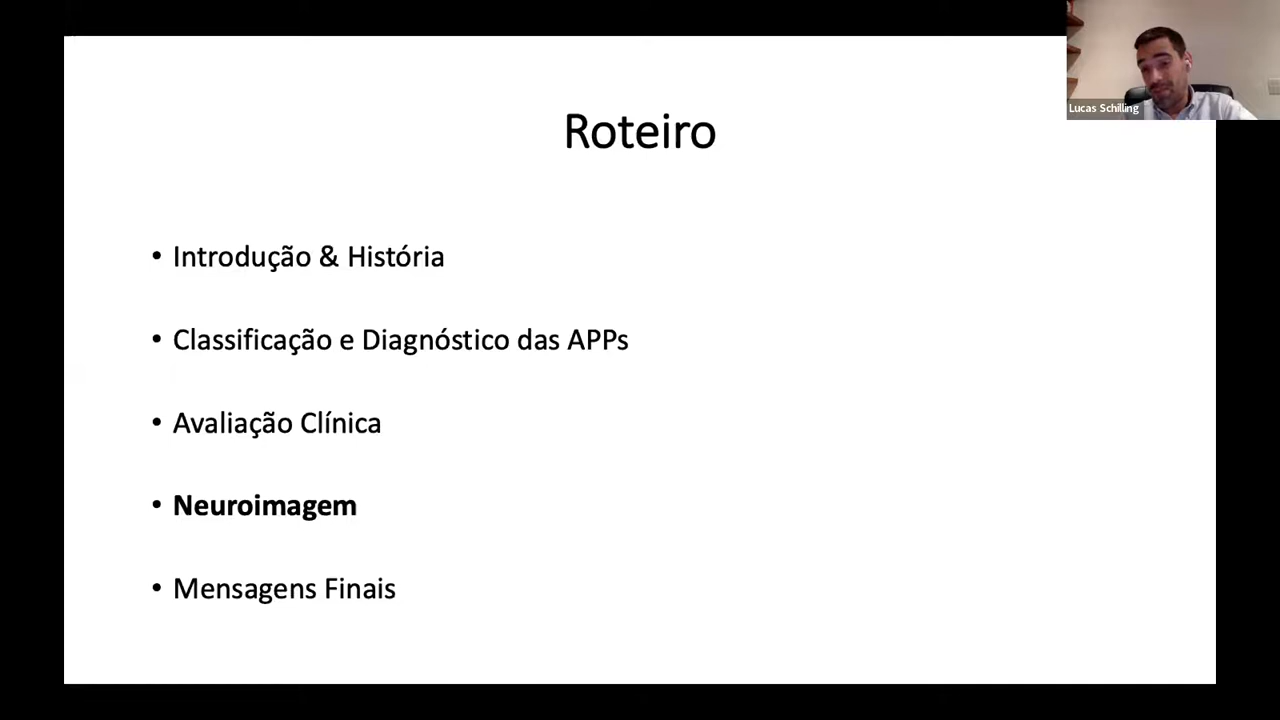 Lucas Schilling
Roteiro
• Introdução & História
• Classificação e Diagnóstico das APPs
• Avaliação Clínica
• Neuroimagem
• Mensagens Finais